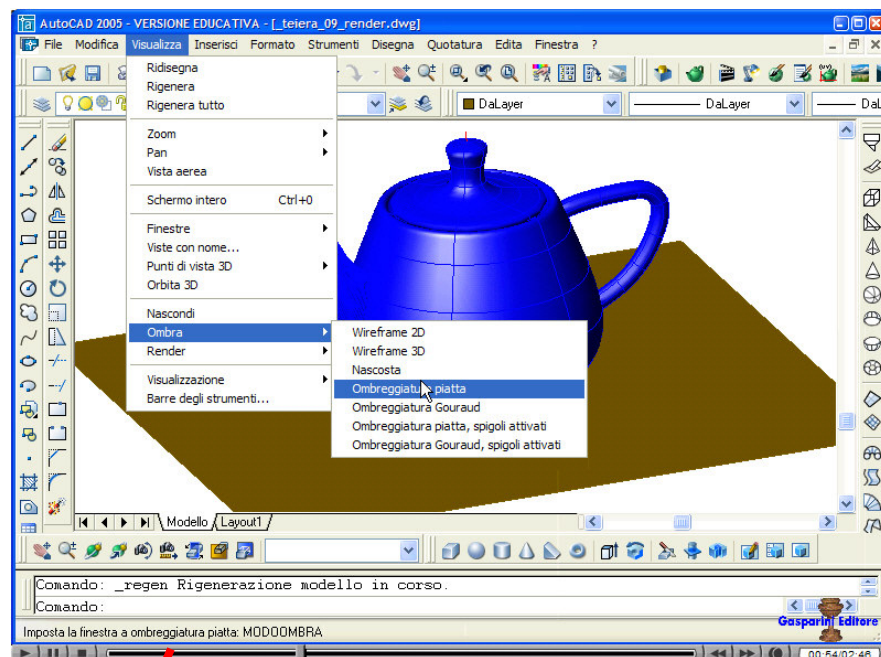 AutoCAD 2005 - VERSIONE EDUCATIVA - [_teiera_09_render.dwg]
File Modifica Visualizza Inserisci Formato Strumenti Disegna Quotatura Edita Finestra ?
Ridisegna
Rigenera
Rigenera tutto
DaLayer DaLayer DaL
Zoom
Pan
Vista aerea
Schermo intero Ctrl+0
Finestre
Viste con nome...
Punti di vista 3D
Orbita 3D
Nascondi
Ombra
Render
Visualizzazione
Barre degli strumenti...
Wireframe 2D
Wireframe 3D
Nascosta
Ombreggiatura piatta
Ombreggiatura Gouraud
Ombreggiatura piatta, spigoli attivati
Ombreggiatura Gouraud, spigoli attivati
Modello Layout1
Comando: _regen Rigenerazione modello in corso.
Comando:
Gasparini Editore
Imposta la finestra a ombreggiatura piatta: MODOOMBRA
00:54/02:46